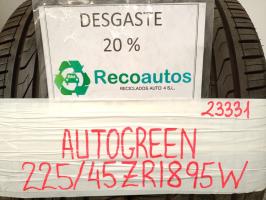 DESGASTE
20 %
Recoautos
RECICLADOS AUTO 4 S.L.
23331
AUTOGREEN
225/45ZR1895W